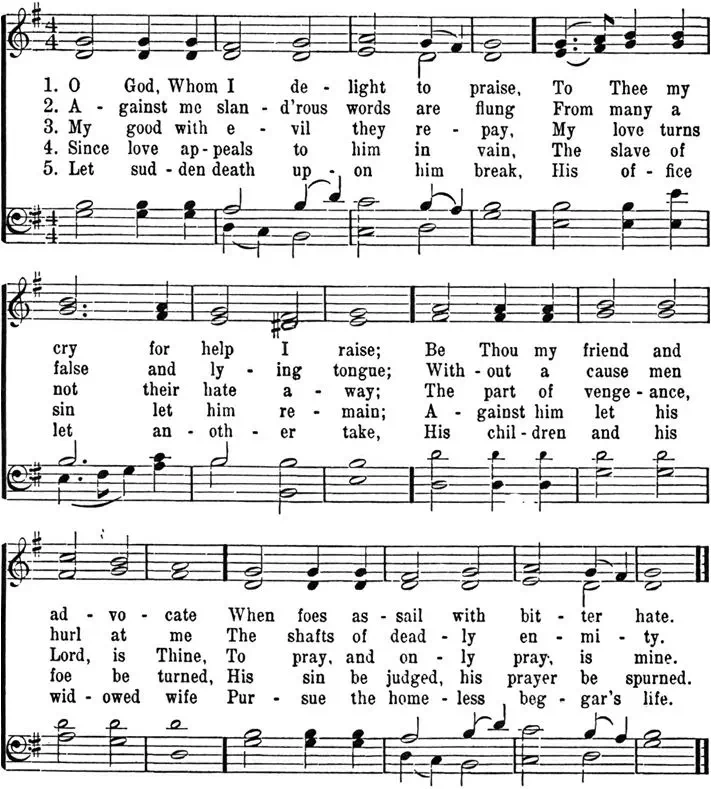 4 4
1. O God, Whom I de - light to praise, To Thee my
2. A - gainst me slan - d'rous words are flung From many a
3. My good with e - vil they re - pay, My love turns
4. Since love ap - peals to him in vain, The slave of
5. Let sud - den death up - on him break, His of - fice
4 4
cry for help I raise; Be Thou my friend and
false and ly - ing tongue; With - out a cause men
not their hate a - way; The part of venge - ance,
sin let him re - main; A - gainst him let his
let an - oth - er take, His chil - dren and his
ad - vo - cate When foes as - sail with bit - ter hate.
hurl at me The shafts of dead - ly en - mi - ty.
Lord, is Thine, To pray, and on - ly pray, is mine.
foe be turned, His sin be judged, his prayer be spurned.
wid - owed wife Pur - sue the home - less beg - gar's life.